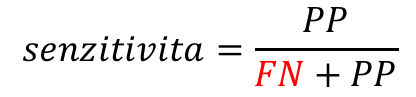 senzitivita = PP / (FN + PP)